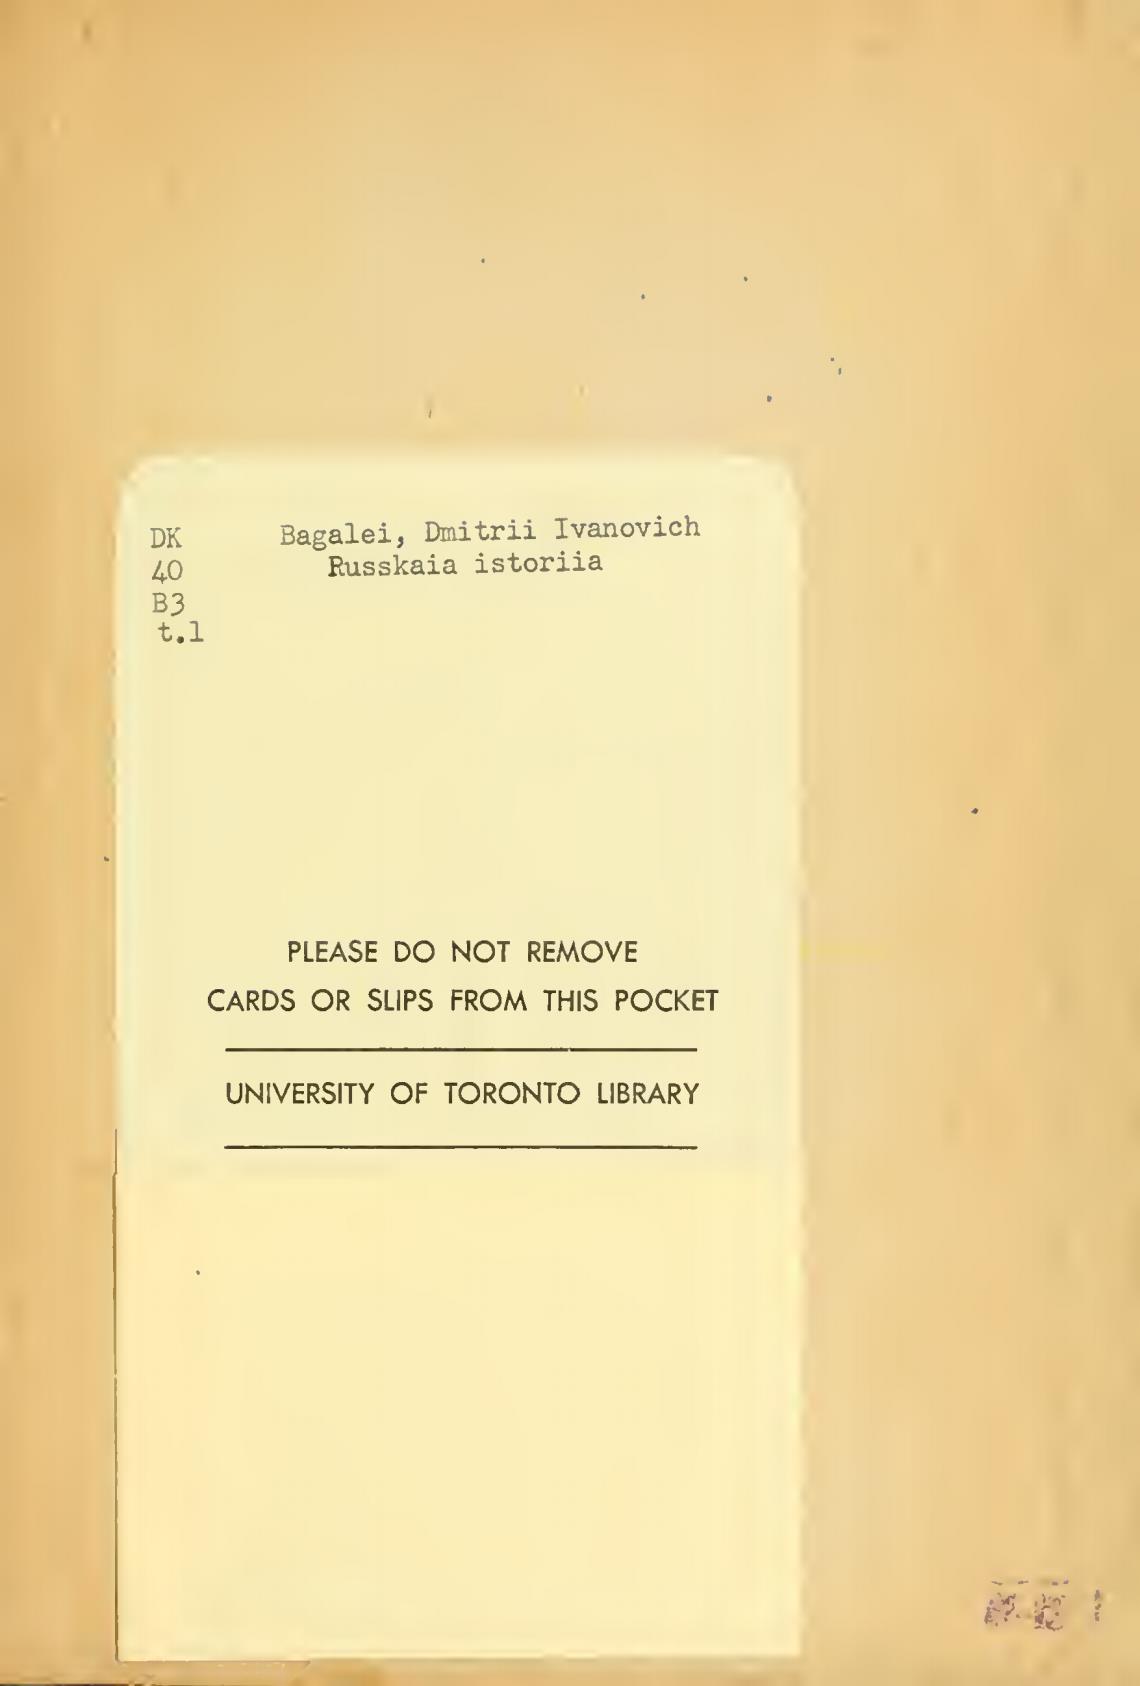 DK Bagalei, Dmitrii Ivanovich
40 Russkaia istoriia
B3
t.1
PLEASE DO NOT REMOVE
CARDS OR SLIPS FROM THIS POCKET
UNIVERSITY OF TORONTO LIBRARY